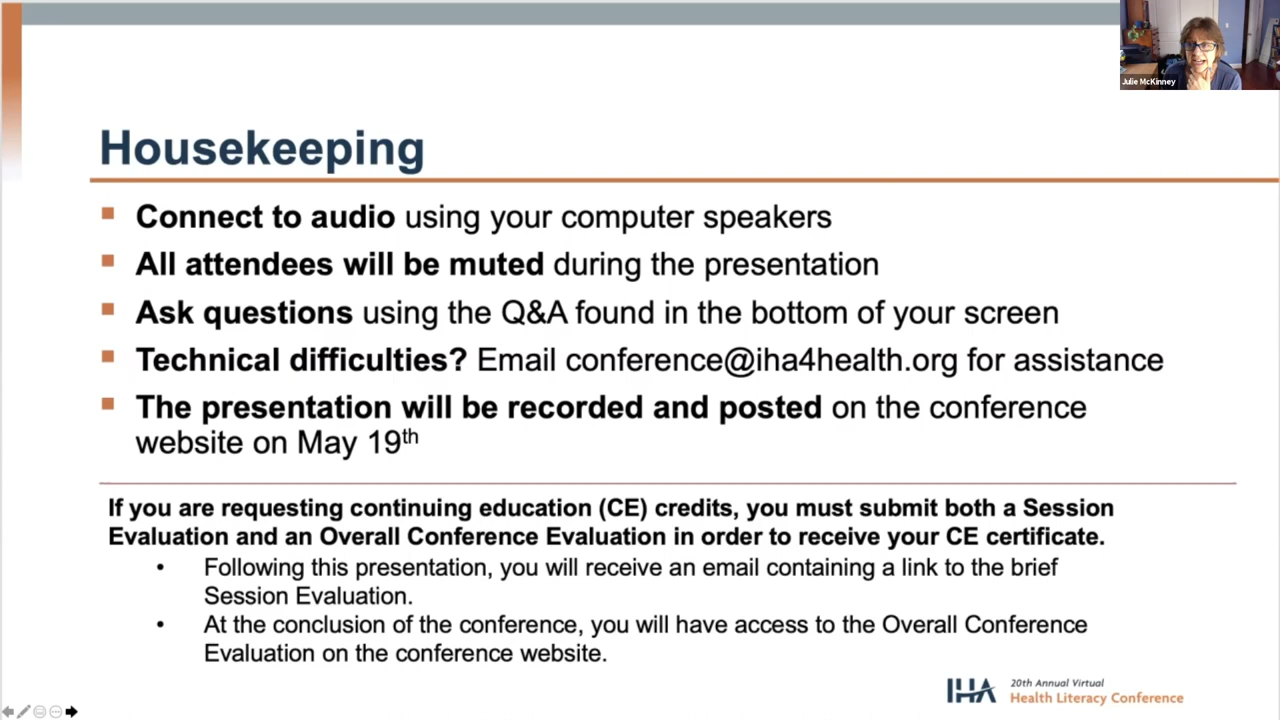 Julie McKinney
Housekeeping
Connect to audio using your computer speakers
All attendees will be muted during the presentation
Ask questions using the Q&A found in the bottom of your screen
Technical difficulties? Email conference@iha4health.org for assistance
The presentation will be recorded and posted on the conference
website on May 19th
If you are requesting continuing education (CE) credits, you must submit both a Session
Evaluation and an Overall Conference Evaluation in order to receive your CE certificate.
• Following this presentation, you will receive an email containing a link to the brief
Session Evaluation.
• At the conclusion of the conference, you will have access to the Overall Conference
Evaluation on the conference website.
IHA
20th Annual Virtual
Health Literacy Conference